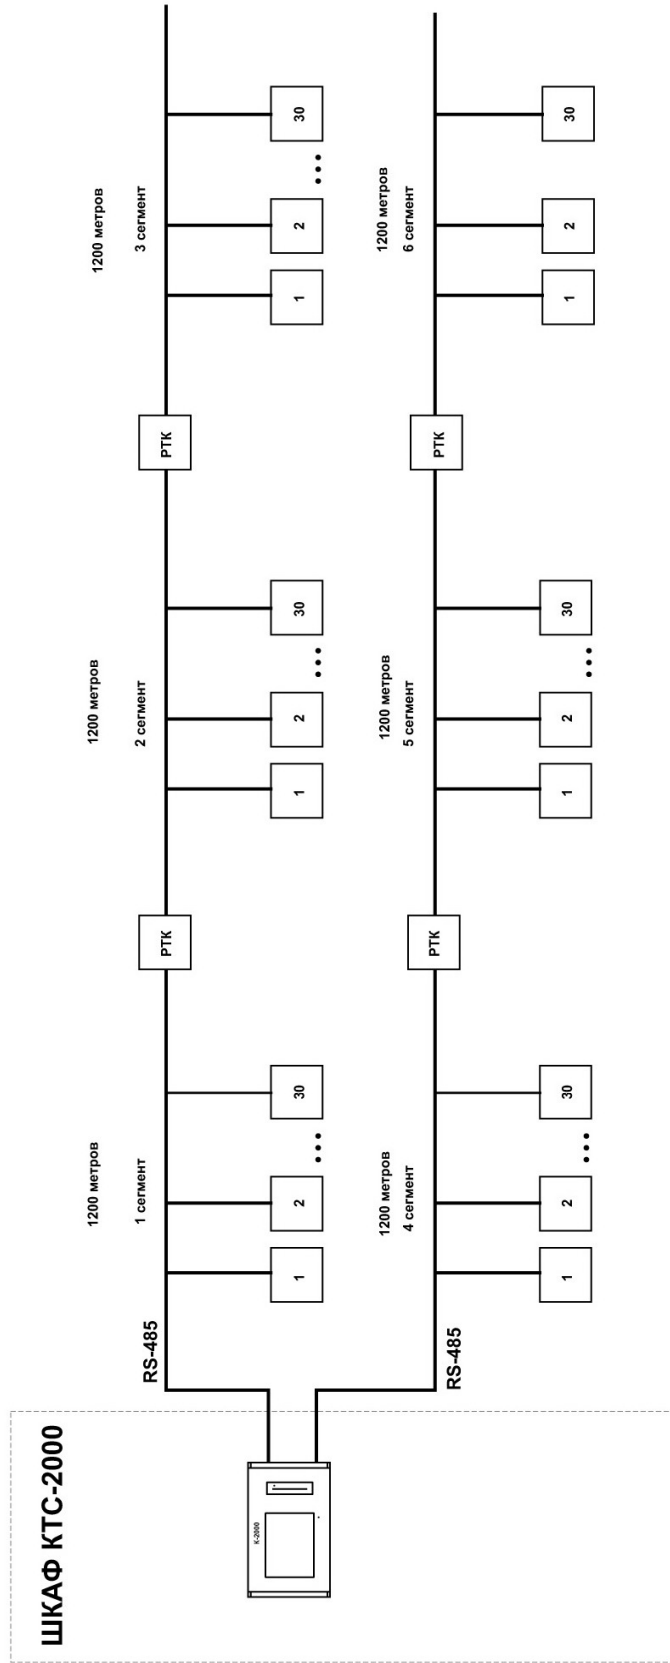 ШКАФ КТС-2000
1200 метров
1200 метров
1200 метров
RS-485
1 сегмент
2 сегмент
3 сегмент
РТК
РТК
К-2000
1
2
...
30
1
2
...
30
1
2
...
30
1200 метров
1200 метров
1200 метров
4 сегмент
5 сегмент
6 сегмент
РТК
РТК
RS-485
1
2
...
30
1
2
...
30
1
2
30